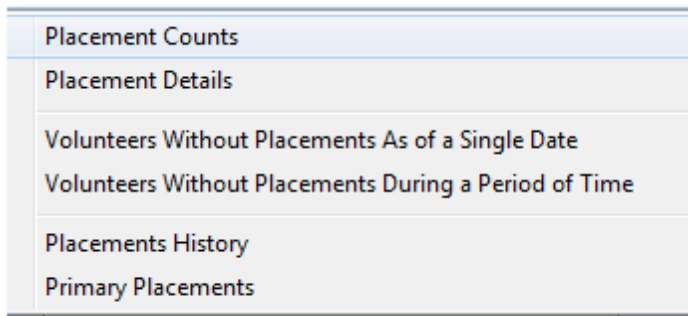 Placement Counts
Placement Details
Volunteers Without Placements As of a Single Date
Volunteers Without Placements During a Period of Time
Placements History
Primary Placements